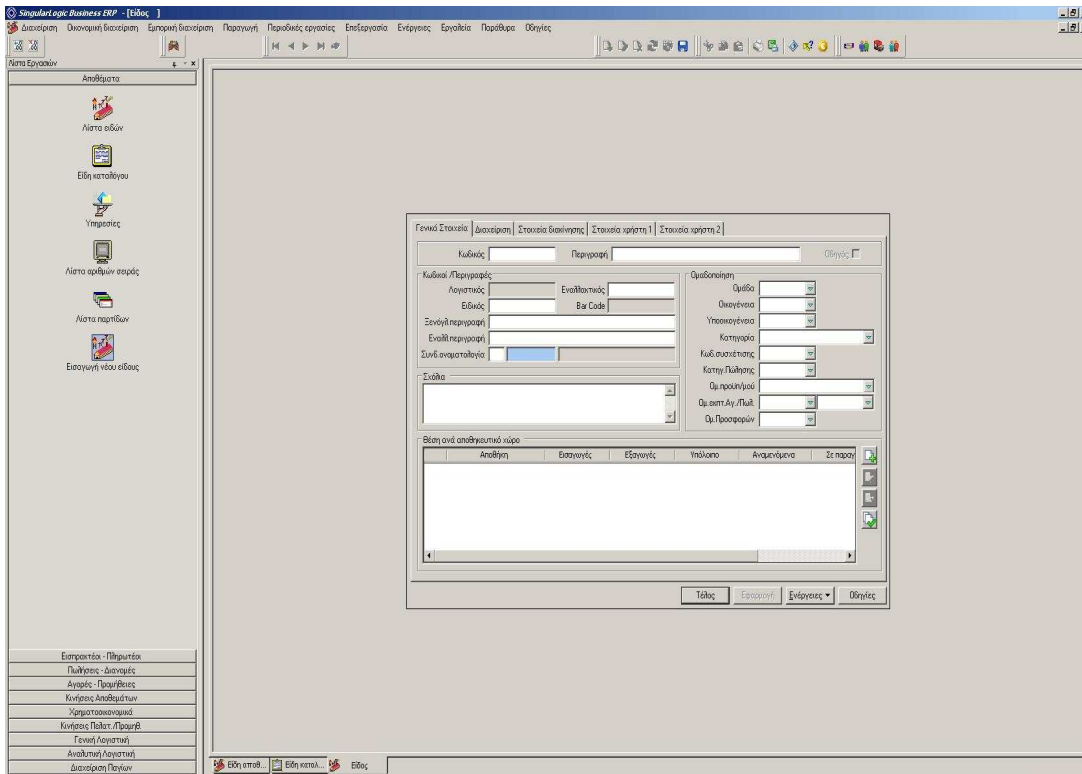 SingularLogic Business ERP - [Είδος ]
Διαχείριση Οικονομική διαχείριση Εμπορική διαχείριση Παραγωγή Περιοδικές εργασίες Επεξεργασία Ενέργειες Εργαλεία Παράθυρα Οδηγίες
Λίστα Εργασιών
Αποθέματα
Λίστα ειδών
Είδη καταλόγου
Υπηρεσίες
Λίστα αριθμών σειράς
Λίστα παρτίδων
Εισαγωγή νέου είδους
Εισπρακτέοι - Πληρωτέοι
Πωλήσεις - Διανομές
Αγορές - Προμήθειες
Κινήσεις Αποθεμάτων
Χρηματοοικονομικά
Κινήσεις Πελατ./Προμηθ.
Γενική Λογιστική
Αναλυτική Λογιστική
Διαχείριση Παγίων
Γενικά Στοιχεία Διαχείριση Στοιχεία διακίνησης Στοιχεία χρήστη 1 Στοιχεία χρήστη 2
Κωδικός Περιγραφή Οδηγός
Κωδικοί /Περιγραφές
Λογιστικός Εναλλακτικός
Ειδικός Bar Code
Ξενόγλ.περιγραφή
Εναλλ.περιγραφή
Συνδ.ονοματολογία
Σχόλια
Ομαδοποίηση
Ομάδα
Οικογένεια
Υποοικογένεια
Κατηγορία
Κωδ.συσχέτισης
Κατηγ.Πώλησης
Ομ.προϋπ/μού
Ομ.εκπτ.Αγ./Πωλ.
Ομ.Προσφορών
Θέση ανά αποθηκευτικό χώρο
Αποθήκη Εισαγωγές Εξαγωγές Υπόλοιπο Αναμενόμενα Σε παραγ
Τέλος Εφαρμογή Ενέργειες Οδηγίες
Είδη αποθ... Είδη καταλ... Είδος